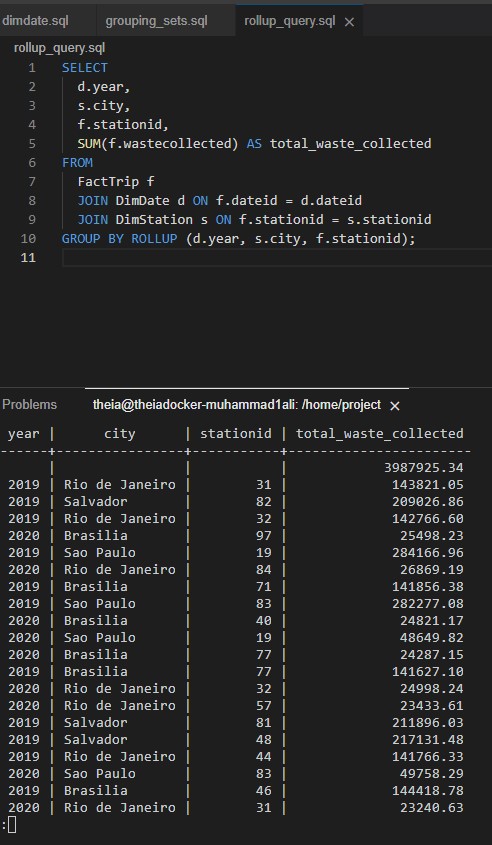 dimdate.sql grouping_sets.sql rollup_query.sql ×
rollup_query.sql
1 SELECT
2 d.year,
3 s.city,
4 f.stationid,
5 SUM(f.wastecollected) AS total_waste_collected
6 FROM
7 FactTrip f
8 JOIN DimDate d ON f.dateid = d.dateid
9 JOIN DimStation s ON f.stationid = s.stationid
10 GROUP BY ROLLUP (d.year, s.city, f.stationid);
11
Problems theia@theiadocker-muhammad1ali: /home/project ×
year | city | stationid | total_waste_collected
------+----------------+-----------+-----------------------
| | | 3987925.34
2019 | Rio de Janeiro | 31 | 143821.05
2019 | Salvador | 82 | 209026.86
2019 | Rio de Janeiro | 32 | 142766.60
2020 | Brasilia | 97 | 25498.23
2019 | Sao Paulo | 19 | 284166.96
2020 | Rio de Janeiro | 84 | 26869.19
2019 | Brasilia | 71 | 141856.38
2019 | Sao Paulo | 83 | 282277.08
2020 | Brasilia | 40 | 24821.17
2020 | Sao Paulo | 19 | 48649.82
2020 | Brasilia | 77 | 24287.15
2019 | Brasilia | 77 | 141627.10
2020 | Rio de Janeiro | 32 | 24998.24
2020 | Rio de Janeiro | 57 | 23433.61
2019 | Salvador | 81 | 211896.03
2019 | Salvador | 48 | 217131.48
2019 | Rio de Janeiro | 44 | 141766.33
2020 | Sao Paulo | 83 | 49758.29
2019 | Brasilia | 46 | 144418.78
2020 | Rio de Janeiro | 31 | 23240.63
: